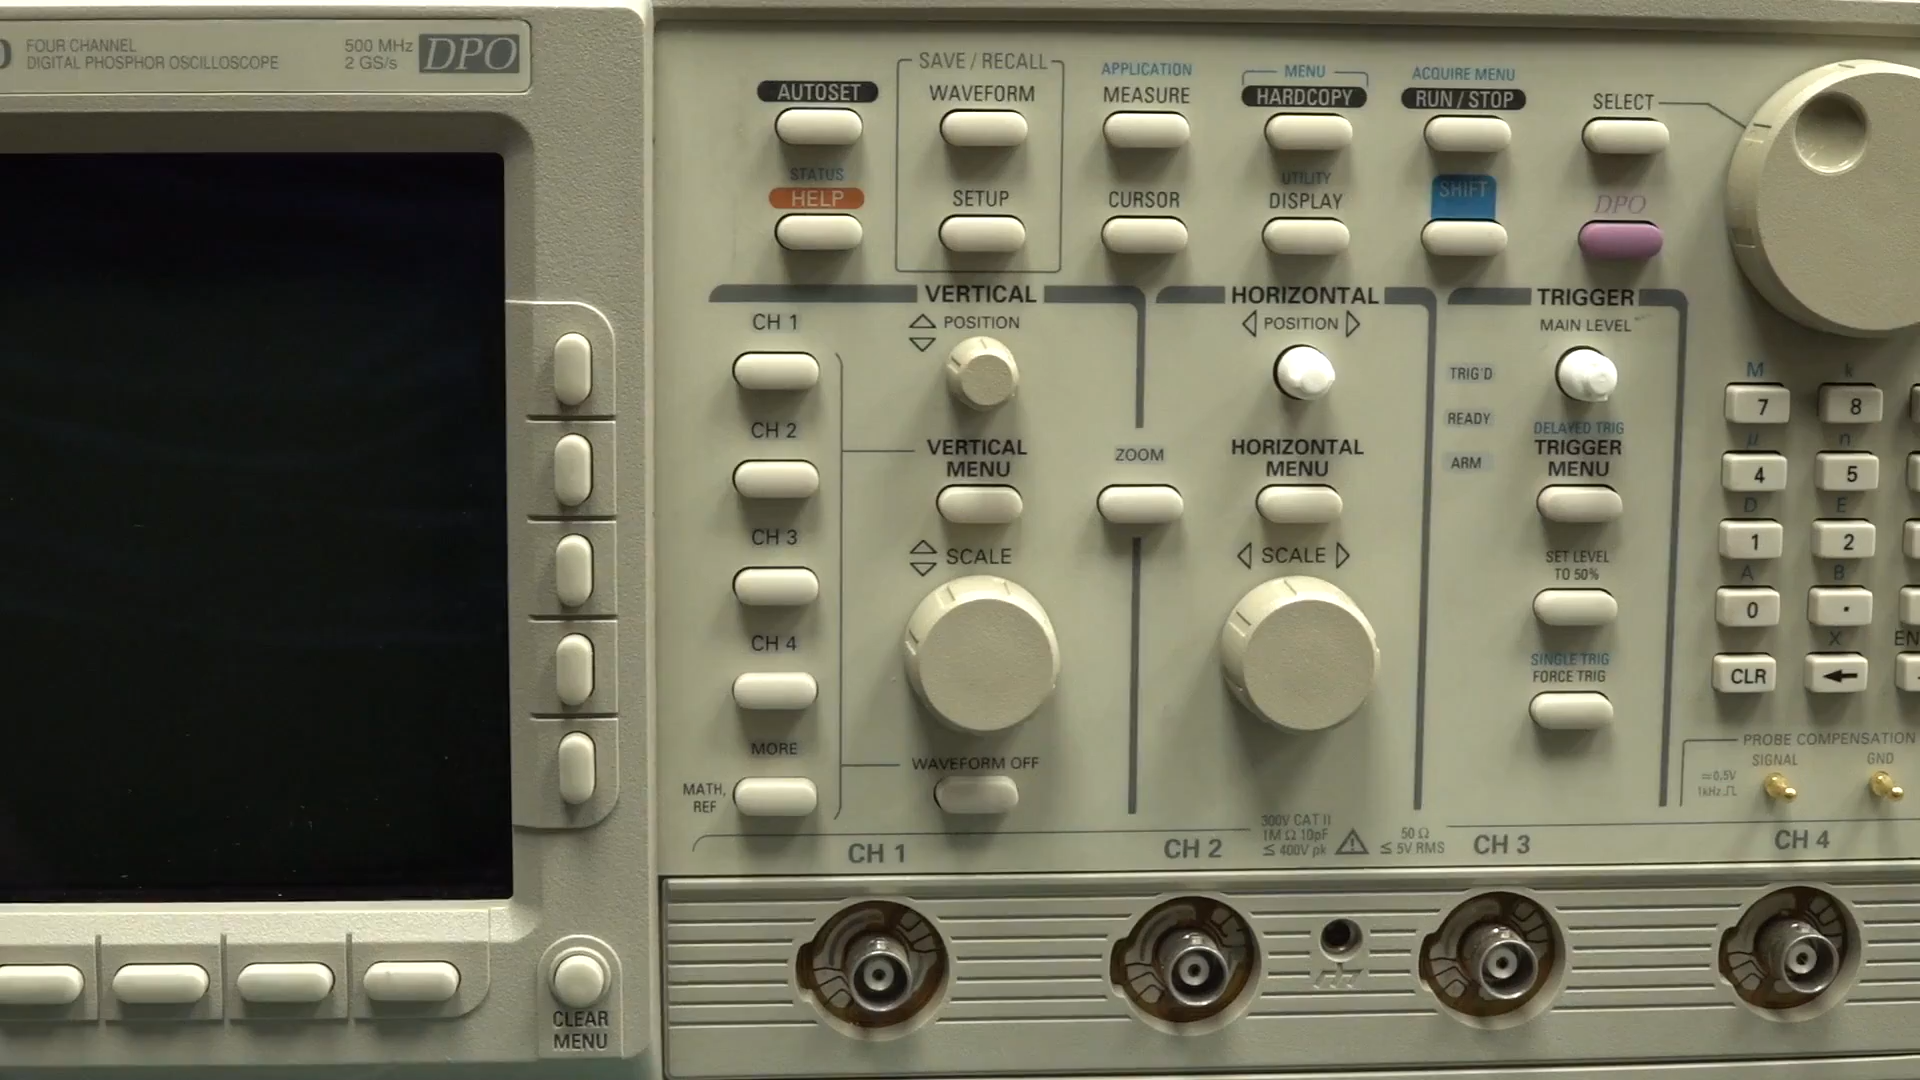 FOUR CHANNEL
DIGITAL PHOSPHOR OSCILLOSCOPE
500 MHz
2 GS/s
DPO
SAVE / RECALL
AUTOSET
WAVEFORM
APPLICATION
MEASURE
MENU
HARDCOPY
ACQUIRE MENU
RUN / STOP
SELECT
STATUS
HELP
SETUP
CURSOR
UTILITY
DISPLAY
SHIFT
DPO
VERTICAL
HORIZONTAL
TRIGGER
CH 1
POSITION
POSITION
MAIN LEVEL
TRIG'D
READY
ARM
CH 2
VERTICAL
MENU
ZOOM
HORIZONTAL
MENU
DELAYED TRIG
TRIGGER
MENU
CH 3
SCALE
SCALE
SET LEVEL
TO 50%
CH 4
SINGLE TRIG
FORCE TRIG
MORE
MATH,
REF
WAVEFORM OFF
M k
7 8
µ n
4 5
D E
1 2
A B
0 .
X
CLR
PROBE COMPENSATION
SIGNAL
GND
≃0.5V
1kHz
300V CAT II
1M Ω 10pF
≤ 400V pk
50 Ω
≤ 5V RMS
CH 1
CH 2
CH 3
CH 4
CLEAR
MENU